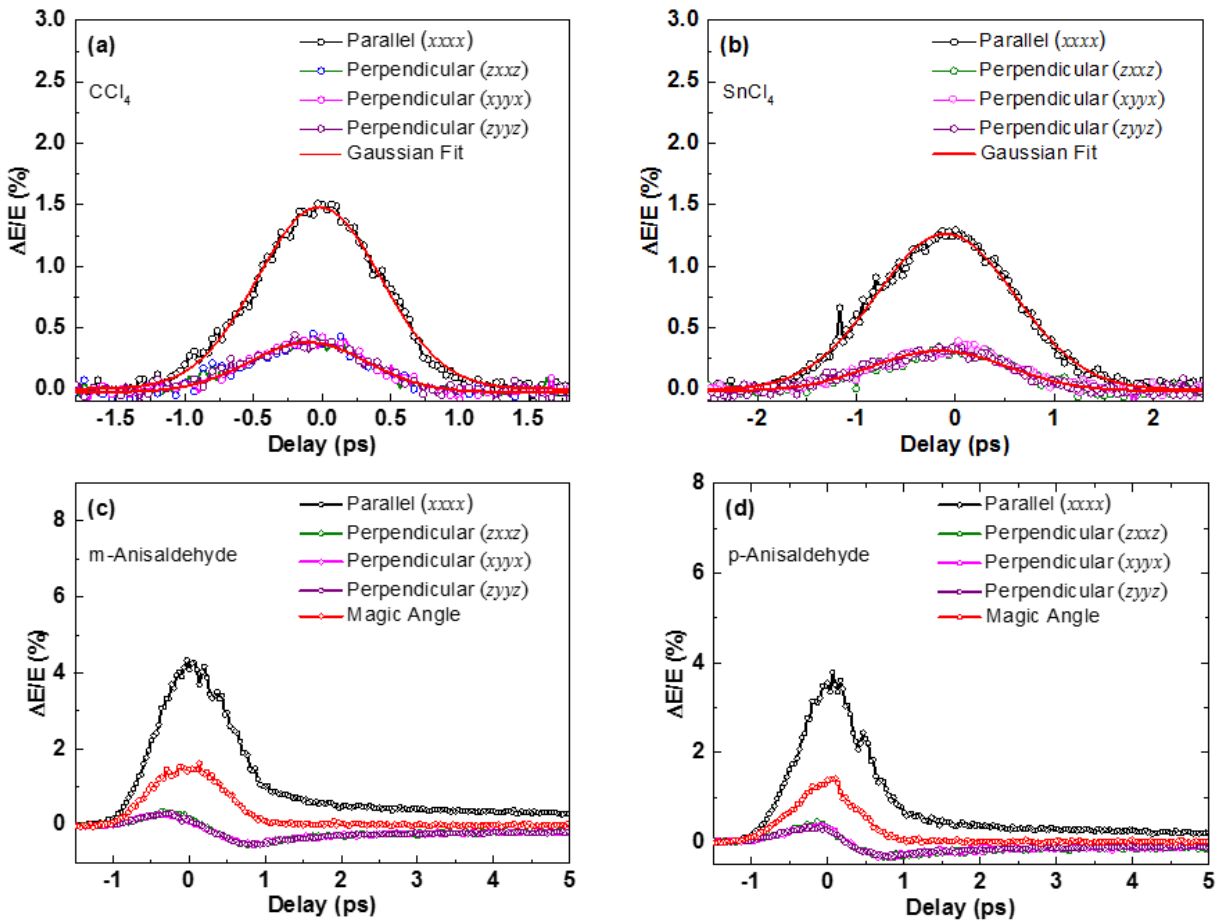 (a)
CCl4
Parallel (xxxx)
Perpendicular (zxxz)
Perpendicular (xyyx)
Perpendicular (zyyz)
Gaussian Fit
3.0
2.5
2.0
1.5
1.0
0.5
0.0
ΔE/E (%)
-1.5 -1.0 -0.5 0.0 0.5 1.0 1.5
Delay (ps)
(b)
SnCl4
Parallel (xxxx)
Perpendicular (zxxz)
Perpendicular (xyyx)
Perpendicular (zyyz)
Gaussian Fit
3.0
2.5
2.0
1.5
1.0
0.5
0.0
ΔE/E (%)
-2 -1 0 1 2
Delay (ps)
(c)
m-Anisaldehyde
Parallel (xxxx)
Perpendicular (zxxz)
Perpendicular (xyyx)
Perpendicular (zyyz)
Magic Angle
8
6
4
2
0
ΔE/E (%)
-1 0 1 2 3 4 5
Delay (ps)
(d)
p-Anisaldehyde
Parallel (xxxx)
Perpendicular (zxxz)
Perpendicular (xyyx)
Perpendicular (zyyz)
Magic Angle
8
6
4
2
0
ΔE/E (%)
-1 0 1 2 3 4 5
Delay (ps)